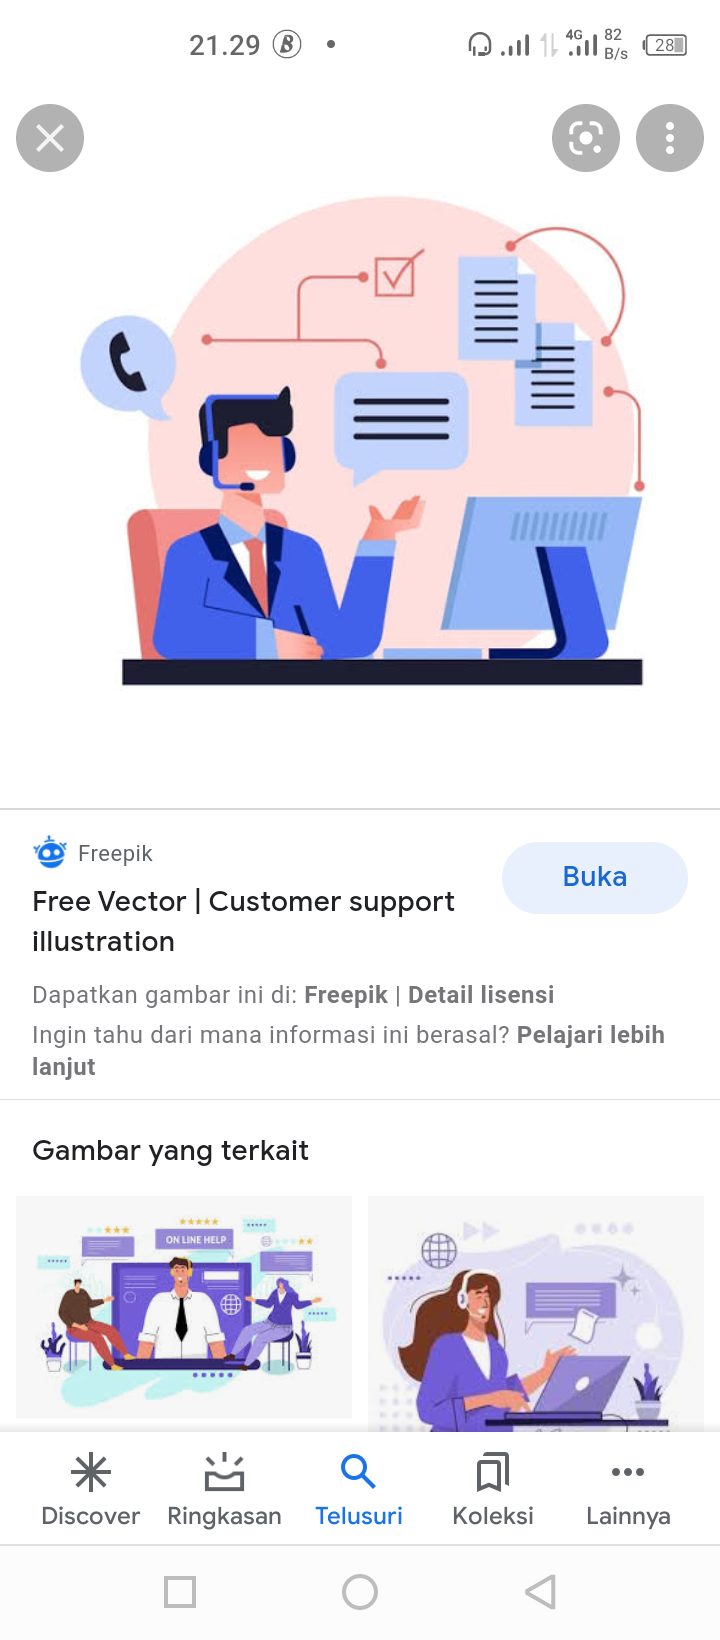 21.29
4G 82 B/s 28
Freepik
Buka
Free Vector | Customer support
illustration
Dapatkan gambar ini di: Freepik | Detail lisensi
Ingin tahu dari mana informasi ini berasal? Pelajari lebih
lanjut
Gambar yang terkait
ON LINE HELP
Discover Ringkasan Telusuri Koleksi Lainnya